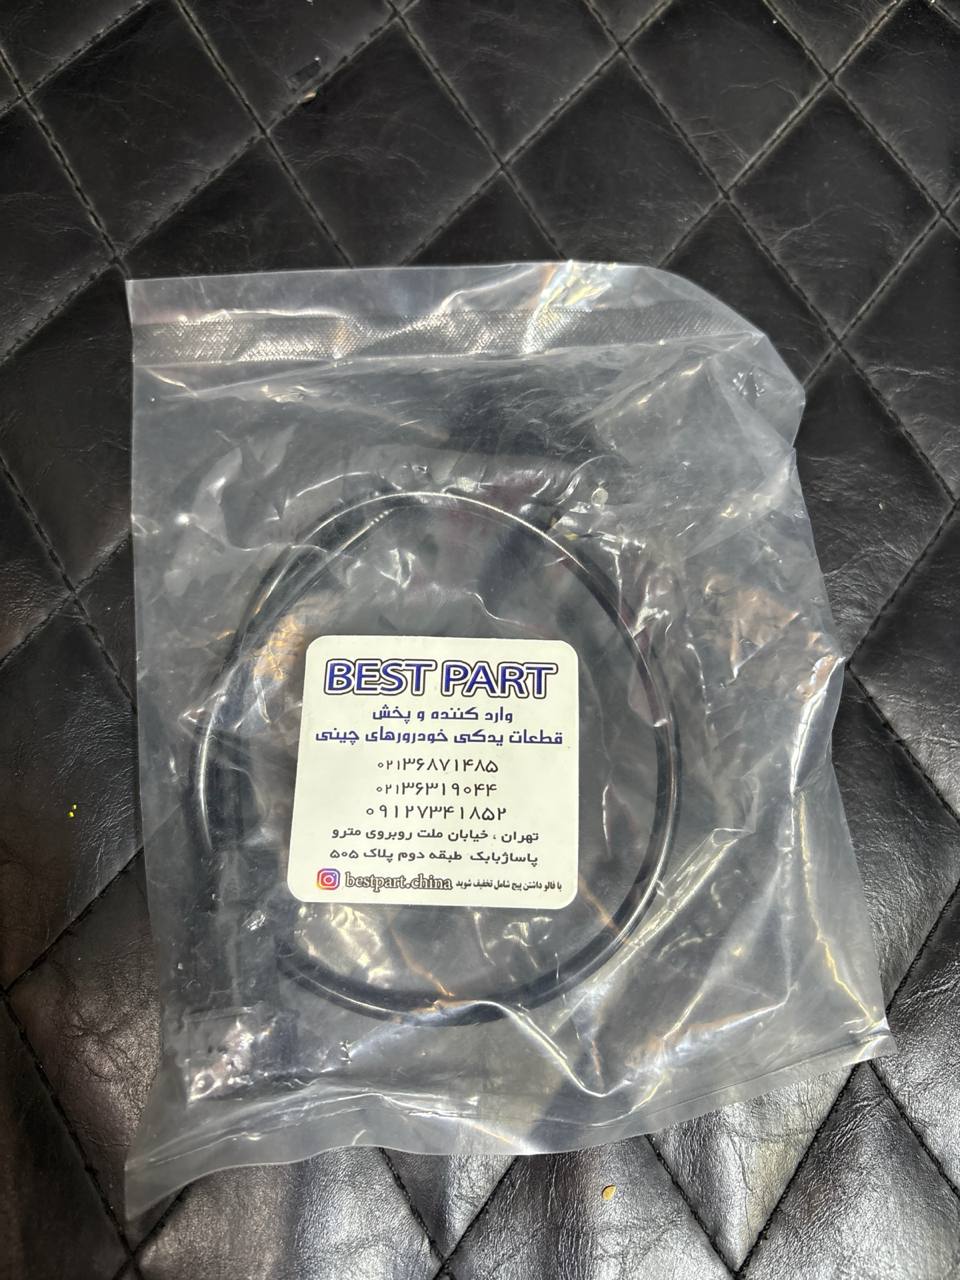 BEST PART
وارد کننده و پخش
قطعات یدکی خودرورهای چینی
۰۲۱۳۶۸۷۱۴۸۵
۰۲۱۳۶۳۱۹۰۴۴
۰۹۱۲۷۳۴۱۸۵۲
تهران ، خیابان ملت روبروی مترو
پاساژبابک طبقه دوم پلاک ۵۰۵
با فالو داشتن پیج شامل تخفیف شوید bestpart.china